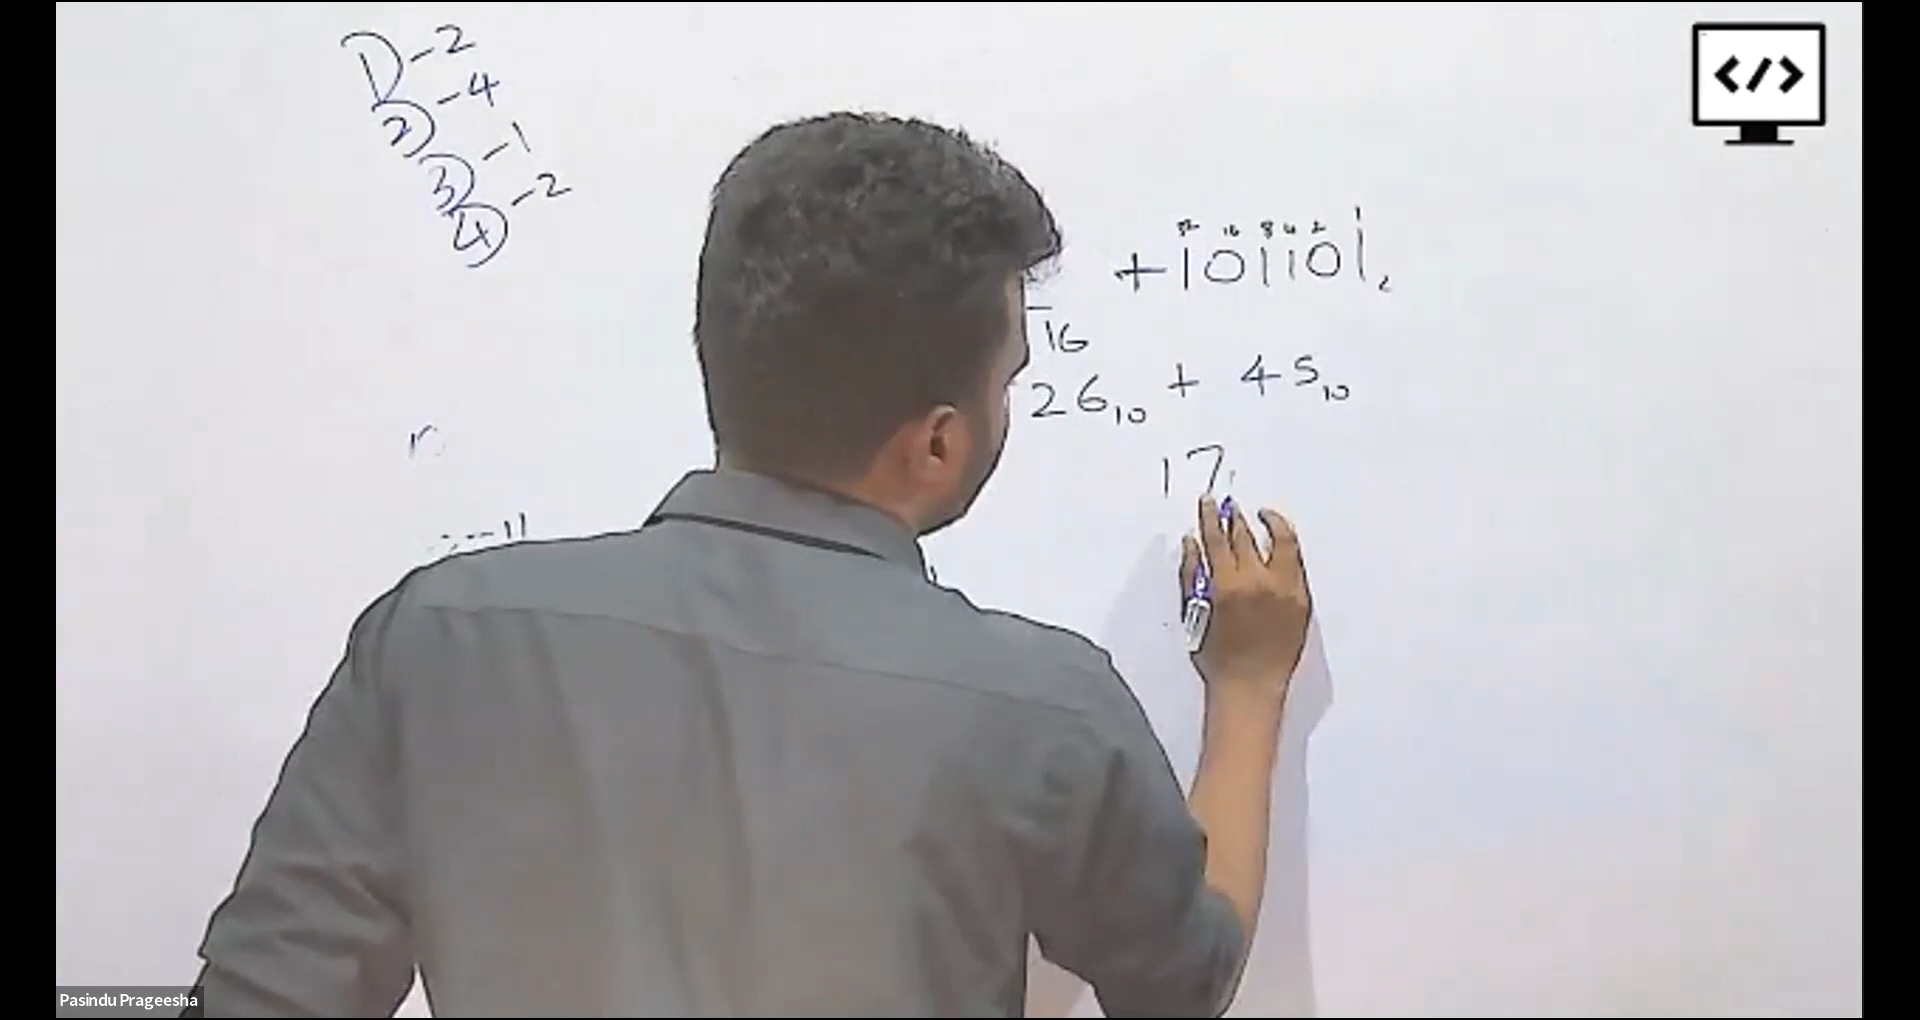 1) - 2
2) - 4
3) - 1
4) - 2
</>
32 16 8 4 2 1
+ 101101₂
16
26₁₀ + 45₁₀
17
Pasindu Prageesha